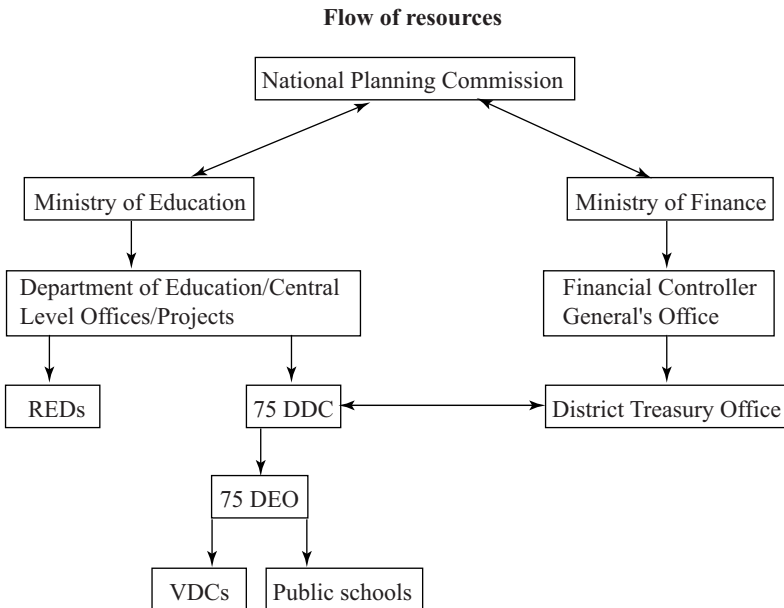 Flow of resources
National Planning Commission
Ministry of Education
Ministry of Finance
Department of Education/Central
Level Offices/Projects
Financial Controller
General's Office
REDs
75 DDC
District Treasury Office
75 DEO
VDCs
Public schools